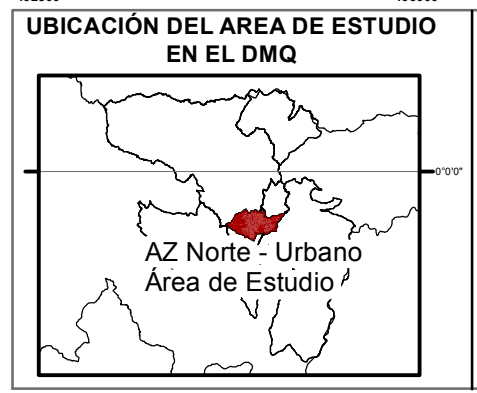 UBICACIÓN DEL AREA DE ESTUDIO
EN EL DMQ
0°0'0"
AZ Norte - Urbano
Área de Estudio